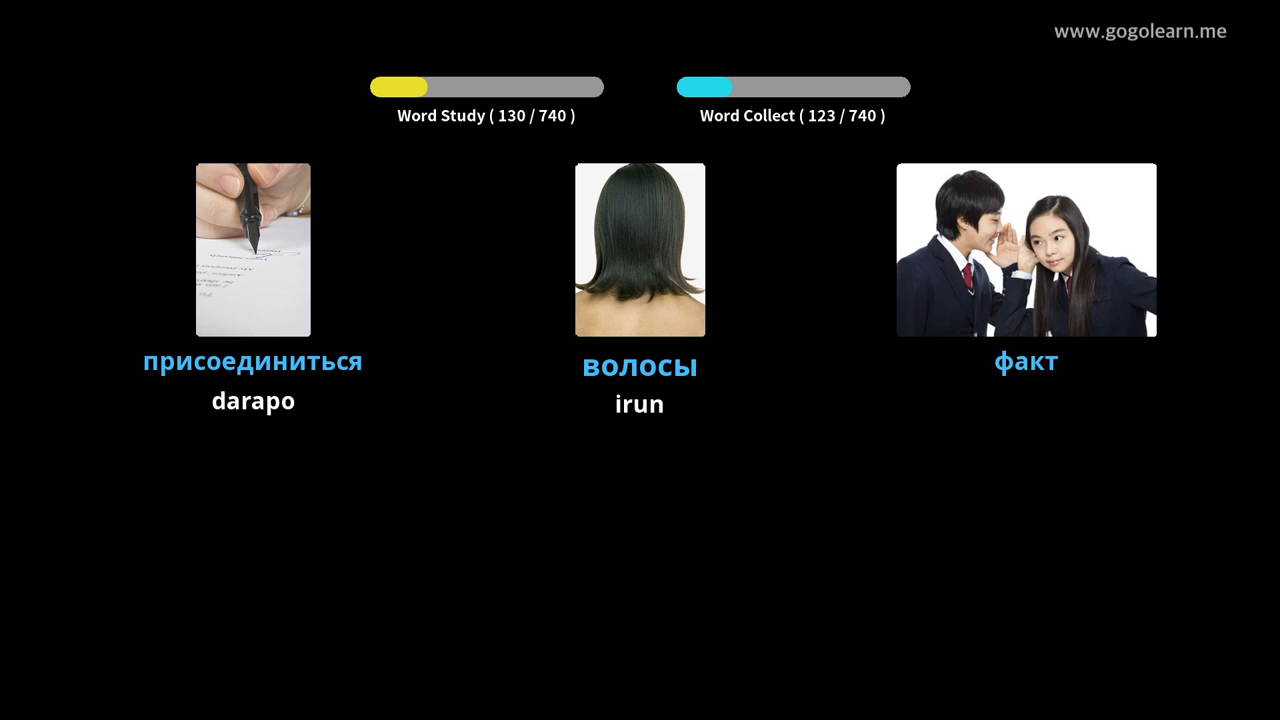 www.gogolearn.me
Word Study ( 130 / 740 )
Word Collect ( 123 / 740 )
присоединиться
darapo
волосы
irun
факт